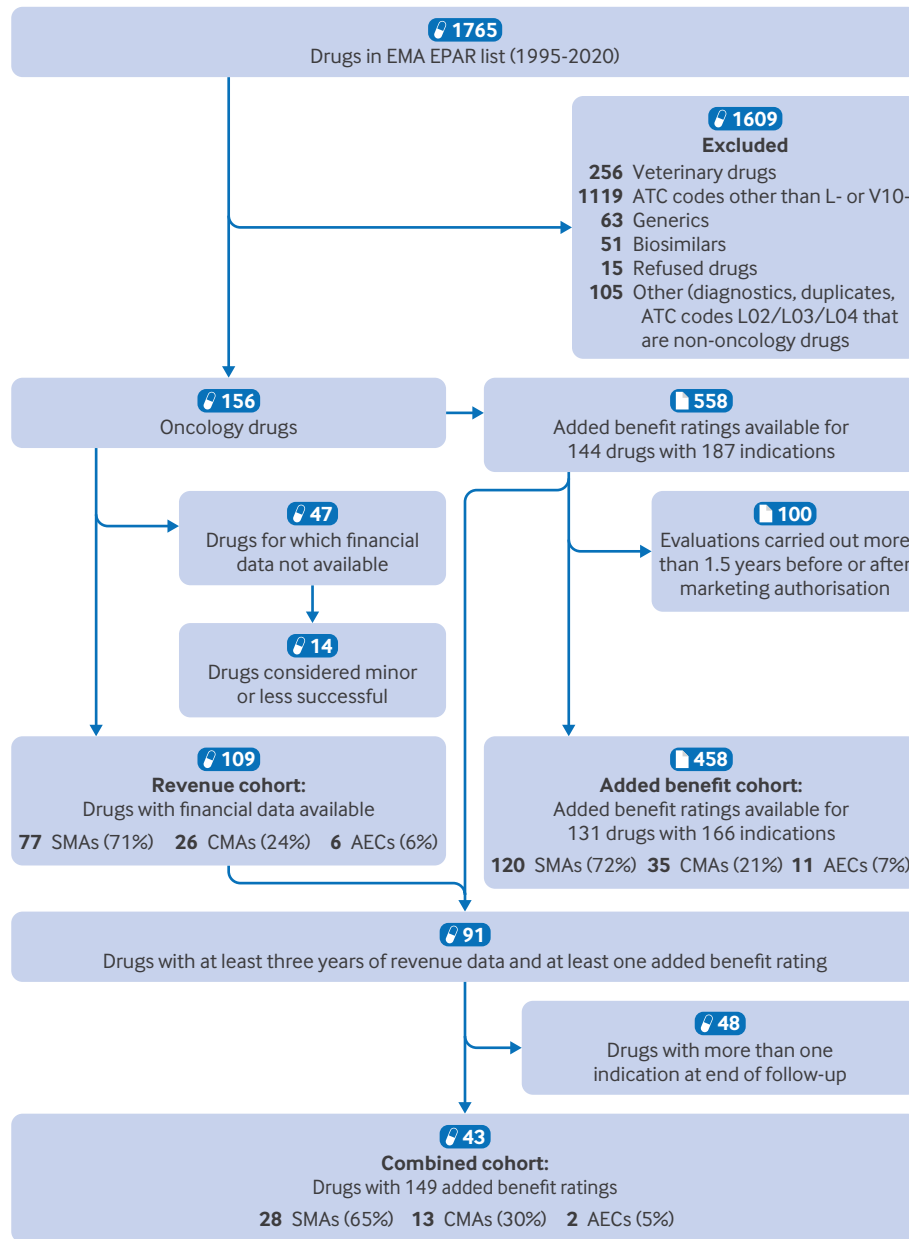 1765
Drugs in EMA EPAR list (1995-2020)
1609
Excluded
256 Veterinary drugs
1119 ATC codes other than L- or V10-
63 Generics
51 Biosimilars
15 Refused drugs
105 Other (diagnostics, duplicates,
ATC codes L02/L03/L04 that
are non-oncology drugs
156
Oncology drugs
558
Added benefit ratings available for
144 drugs with 187 indications
47
Drugs for which financial
data not available
100
Evaluations carried out more
than 1.5 years before or after
marketing authorisation
14
Drugs considered minor
or less successful
109
Revenue cohort:
Drugs with financial data available
77 SMAs (71%) 26 CMAs (24%) 6 AECs (6%)
458
Added benefit cohort:
Added benefit ratings available for
131 drugs with 166 indications
120 SMAs (72%) 35 CMAs (21%) 11 AECs (7%)
91
Drugs with at least three years of revenue data and at least one added benefit rating
48
Drugs with more than one
indication at end of follow-up
43
Combined cohort:
Drugs with 149 added benefit ratings
28 SMAs (65%) 13 CMAs (30%) 2 AECs (5%)